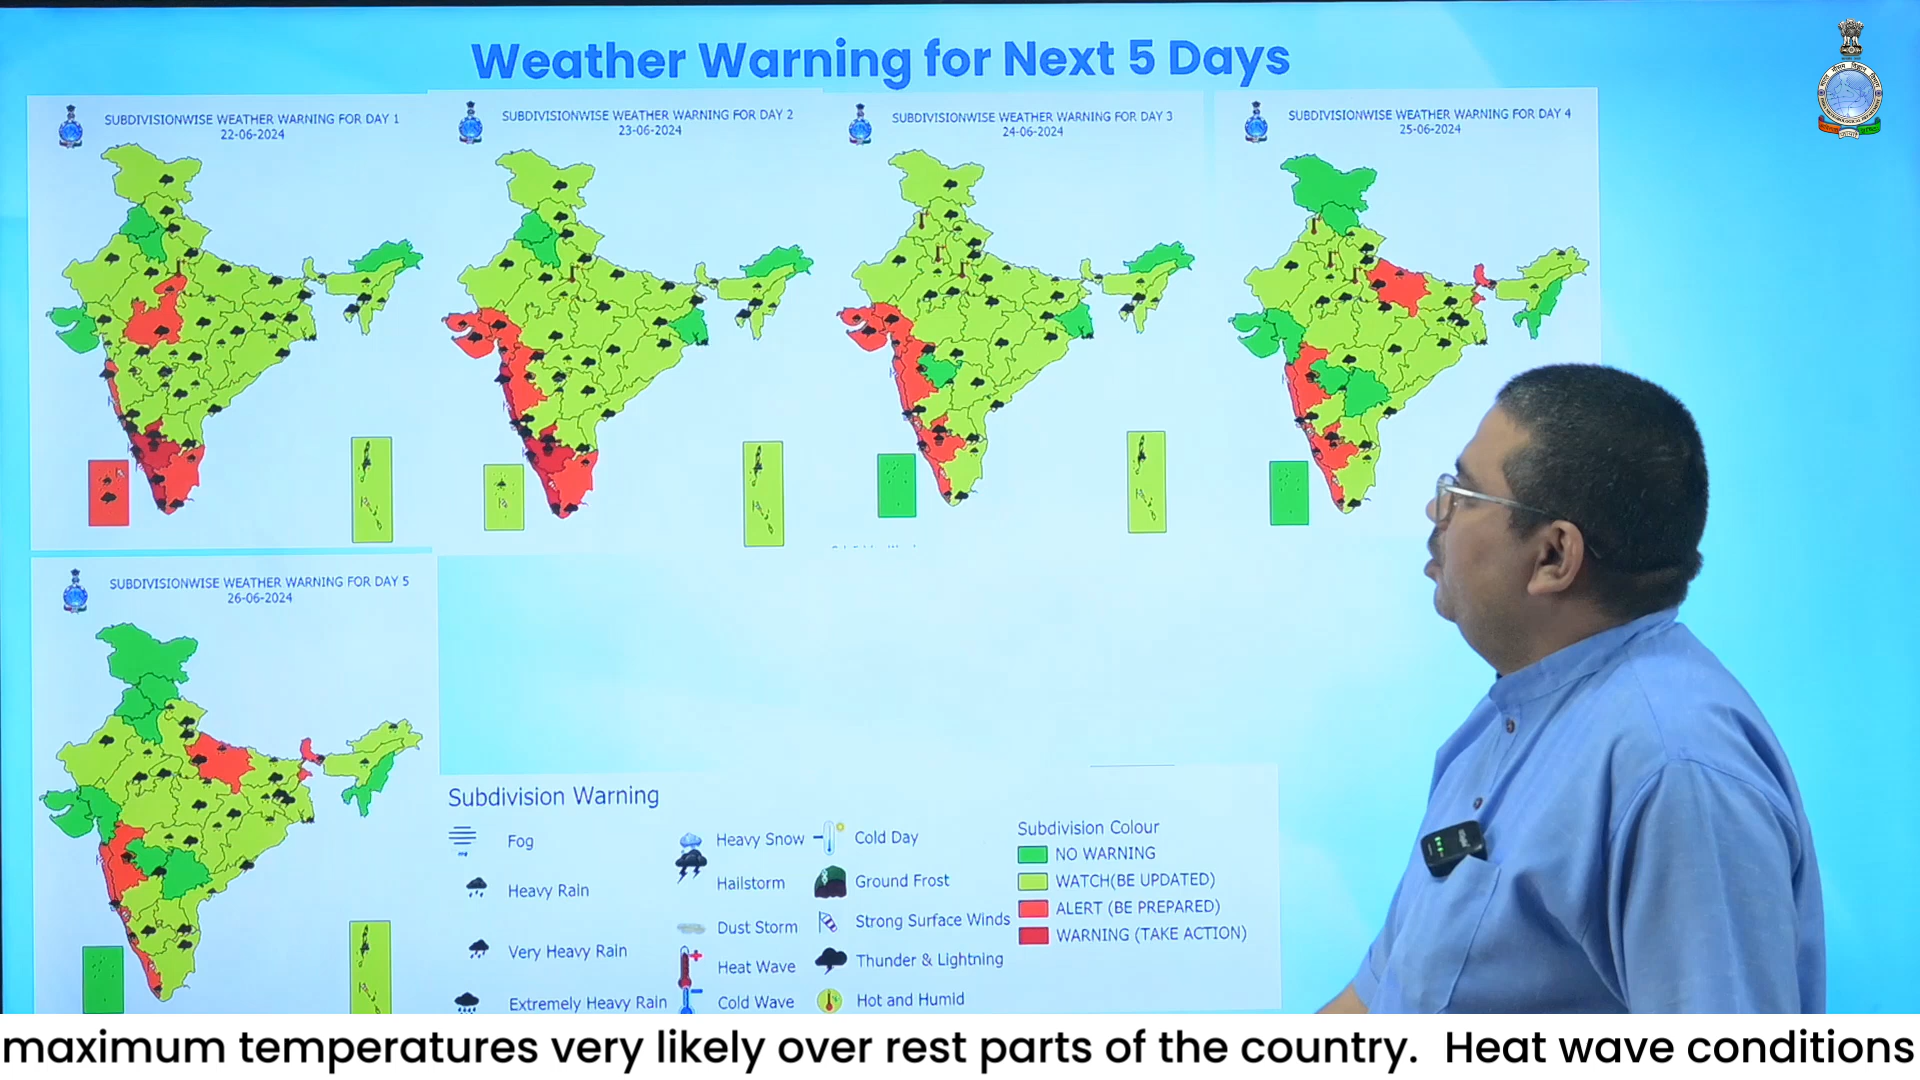 Weather Warning for Next 5 Days
SUBDIVISIONWISE WEATHER WARNING FOR DAY 1
22-06-2024
SUBDIVISIONWISE WEATHER WARNING FOR DAY 2
23-06-2024
SUBDIVISIONWISE WEATHER WARNING FOR DAY 3
24-06-2024
SUBDIVISIONWISE WEATHER WARNING FOR DAY 4
25-06-2024
SUBDIVISIONWISE WEATHER WARNING FOR DAY 5
26-06-2024
Subdivision Warning
Fog
Heavy Rain
Very Heavy Rain
Extremely Heavy Rain
Heavy Snow
Hailstorm
Dust Storm
Heat Wave
Cold Wave
Cold Day
Ground Frost
Strong Surface Winds
Thunder & Lightning
Hot and Humid
Subdivision Colour
NO WARNING
WATCH(BE UPDATED)
ALERT (BE PREPARED)
WARNING (TAKE ACTION)
maximum temperatures very likely over rest parts of the country. Heat wave conditions